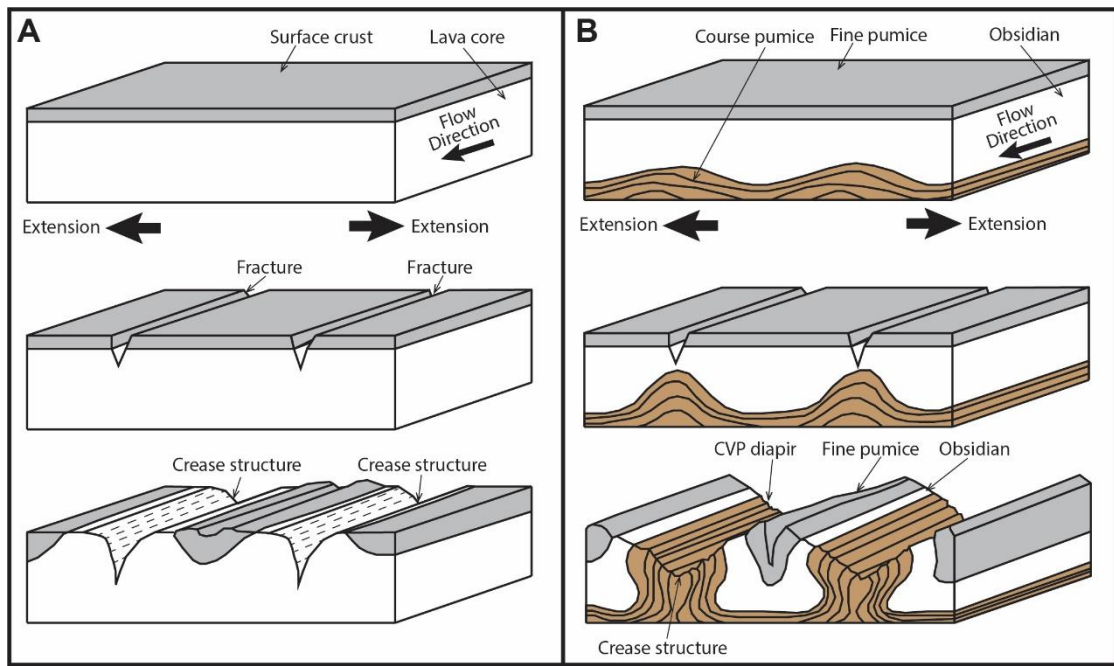 A
Surface crust
Lava core
Flow
Direction
Extension
Extension
Fracture
Fracture
Crease structure
Crease structure
B
Course pumice
Fine pumice
Obsidian
Flow
Direction
Extension
Extension
CVP diapir
Fine pumice
Obsidian
Crease structure